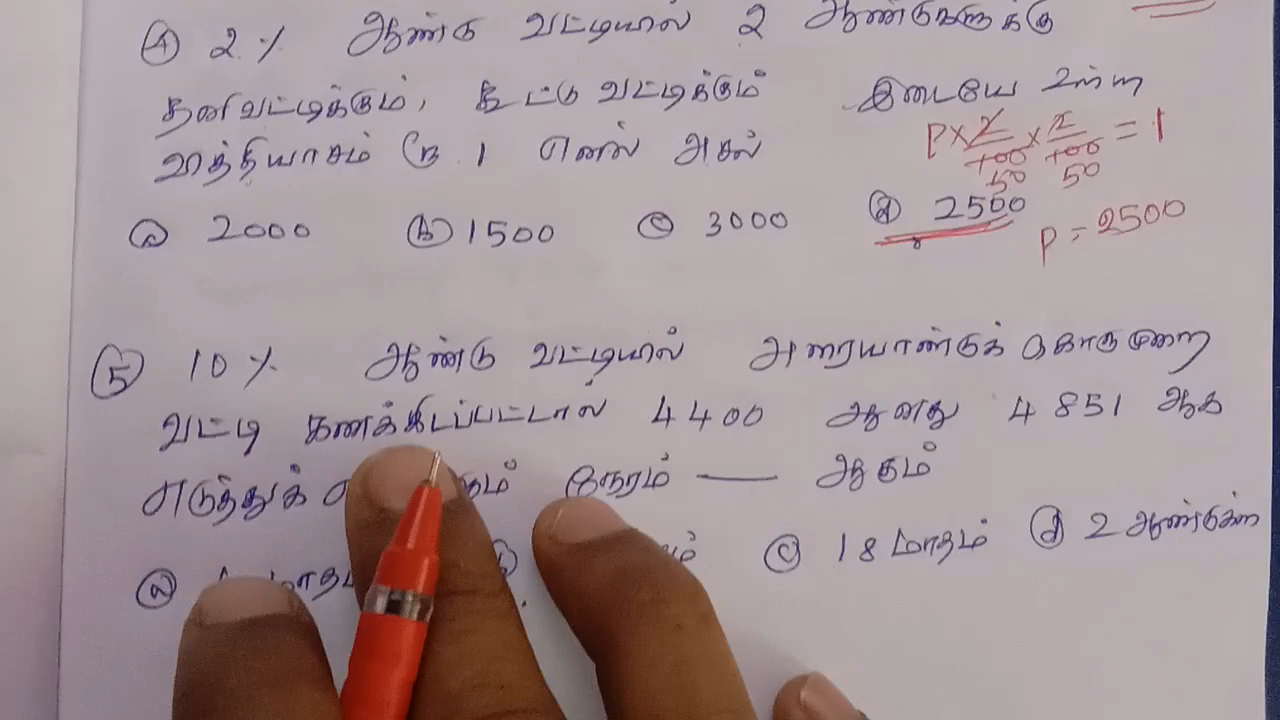 4 2% ஆண்டு வட்டியில் 2 ஆண்டுகளுக்கு
தனிவட்டிக்கும், கூட்டு வட்டிக்கும் இடையே உள்ள
வித்தியாசம் ரூ 1 எனில் அசல்
P × 2/100 × 2/100 = 1
50 50
அ 2000 ஆ 1500 இ 3000 ஈ 2500
P = 2500
5 10% ஆண்டு வட்டியில் அரையாண்டுக் கொருமுறை
வட்டி கணக்கிடப்பட்டால் 4400 ஆனது 4851 ஆக
எடுத்துக் நேரம் — ஆகும்
18 மாதம் 2 ஆண்டுகள்